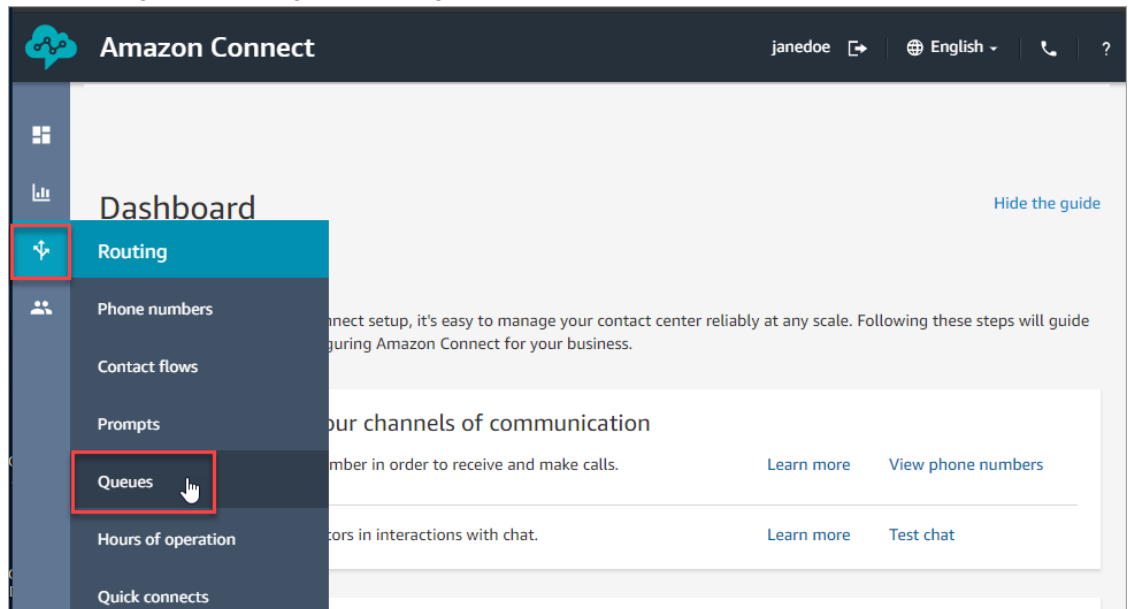 Amazon Connect
janedoe English ?
Dashboard
Hide the guide
Routing
Phone numbers
nnect setup, it's easy to manage your contact center reliably at any scale. Following these steps will guide
guring Amazon Connect for your business.
Contact flows
Prompts
our channels of communication
Queues
mber in order to receive and make calls. Learn more View phone numbers
Hours of operation
tors in interactions with chat. Learn more Test chat
Quick connects